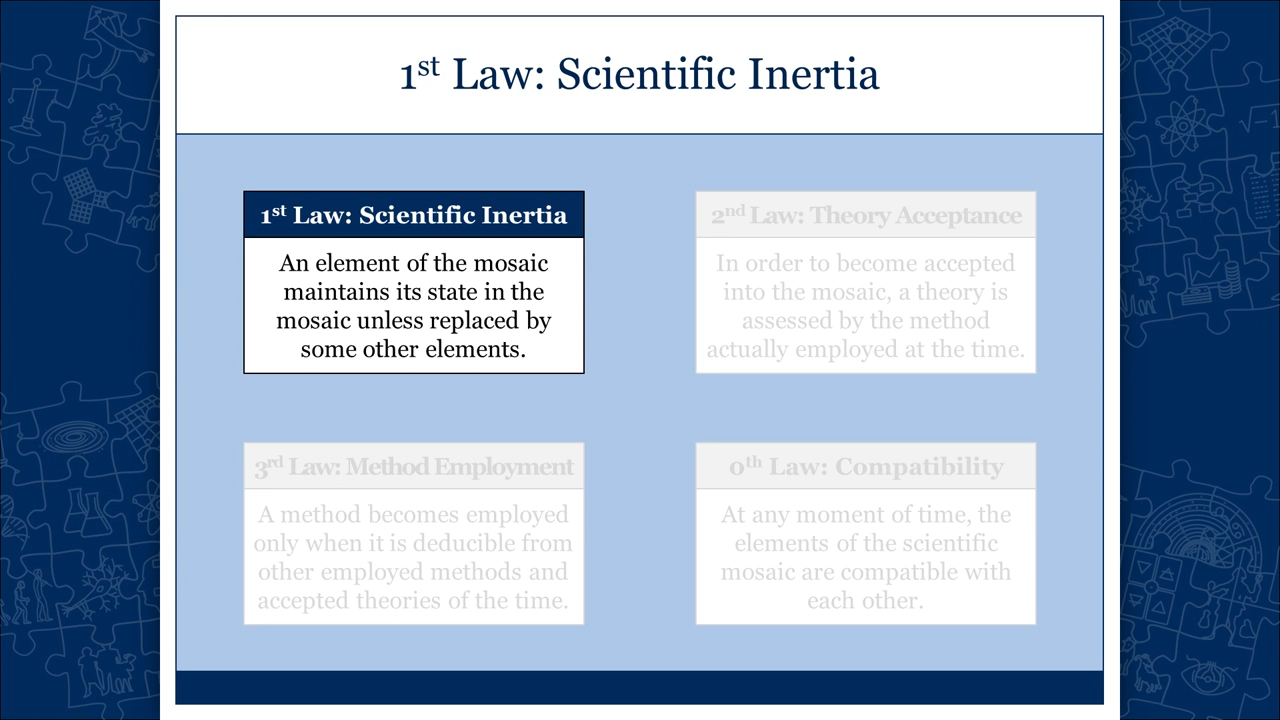 1st Law: Scientific Inertia
1st Law: Scientific Inertia
An element of the mosaic
maintains its state in the
mosaic unless replaced by
some other elements.
2nd Law: Theory Acceptance
In order to become accepted
into the mosaic, a theory is
assessed by the method
actually employed at the time.
3rd Law: Method Employment
A method becomes employed
only when it is deducible from
other employed methods and
accepted theories of the time.
0th Law: Compatibility
At any moment of time, the
elements of the scientific
mosaic are compatible with
each other.